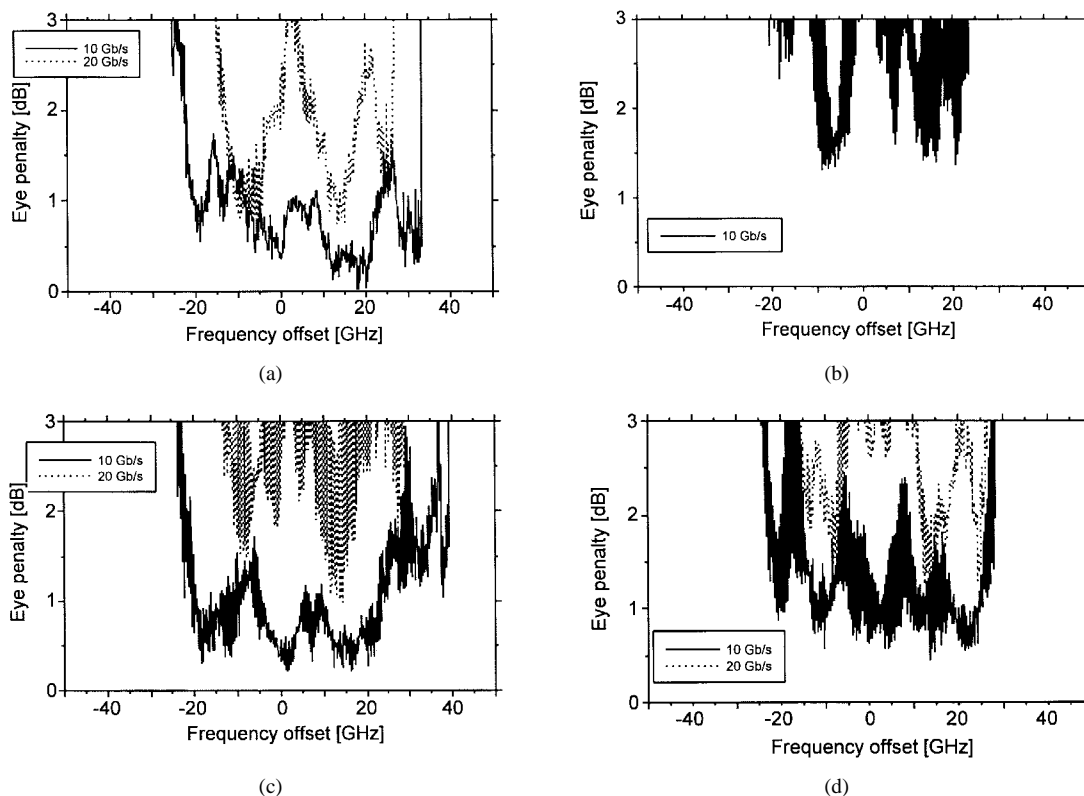 3
2
1
0
Eye penalty [dB]
10 Gb/s
20 Gb/s
-40 -20 0 20 40
Frequency offset [GHz]
(a)
3
2
1
0
Eye penalty [dB]
10 Gb/s
-40 -20 0 20 40
Frequency offset [GHz]
(b)
3
2
1
0
Eye penalty [dB]
10 Gb/s
20 Gb/s
-40 -20 0 20 40
Frequency offset [GHz]
(c)
3
2
1
0
Eye penalty [dB]
10 Gb/s
20 Gb/s
-40 -20 0 20 40
Frequency offset [GHz]
(d)